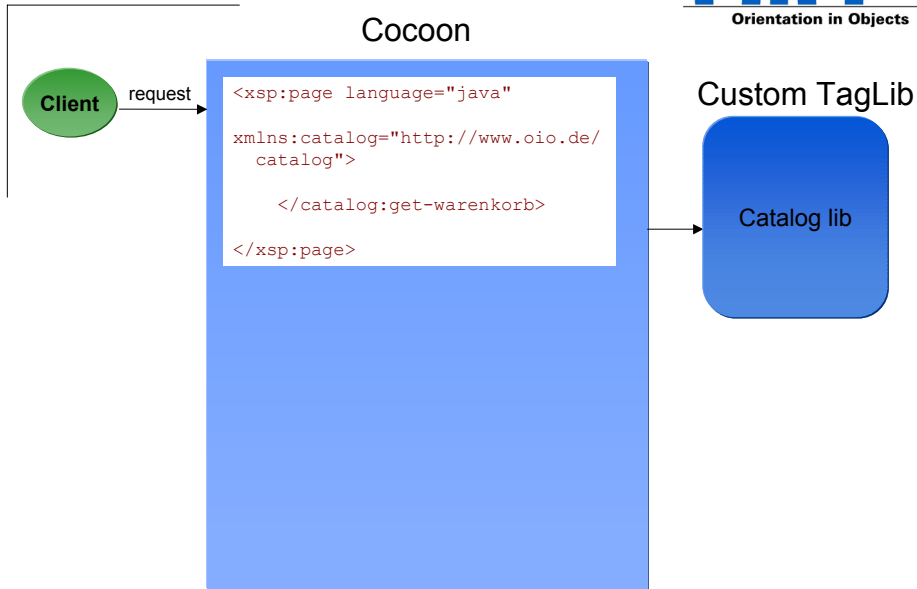 Orientation in Objects
Cocoon
Client
request
<xsp:page language="java"
xmlns:catalog="http://www.oio.de/
catalog">
</catalog:get-warenkorb>
</xsp:page>
Custom TagLib
Catalog lib